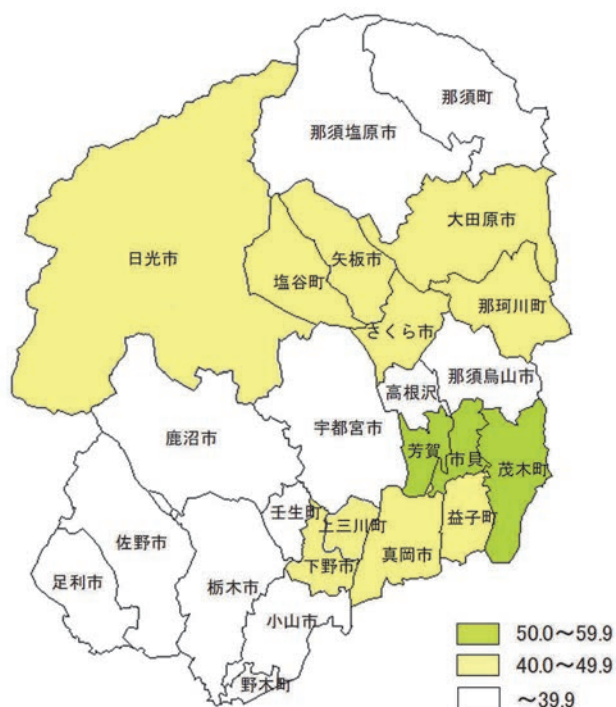 那須町
那須塩原市
大田原市
日光市
矢板市
塩谷町
那珂川町
さくら市
那須烏山市
高根沢
鹿沼市
宇都宮市
芳賀
市貝
茂木町
壬生町
上三川町
益子町
佐野市
下野市
真岡市
足利市
栃木市
小山市
野木町
50.0～59.9
40.0～49.9
～39.9